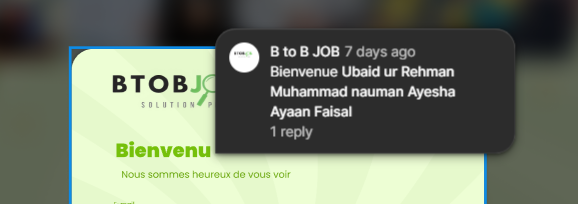 B to B JOB 7 days ago
Bienvenue Ubaid ur Rehman
Muhammad nauman Ayesha
Ayaan Faisal
1 reply
BTOBJO
SOLUTION P
Bienvenu
Nous sommes heureux de vous voir